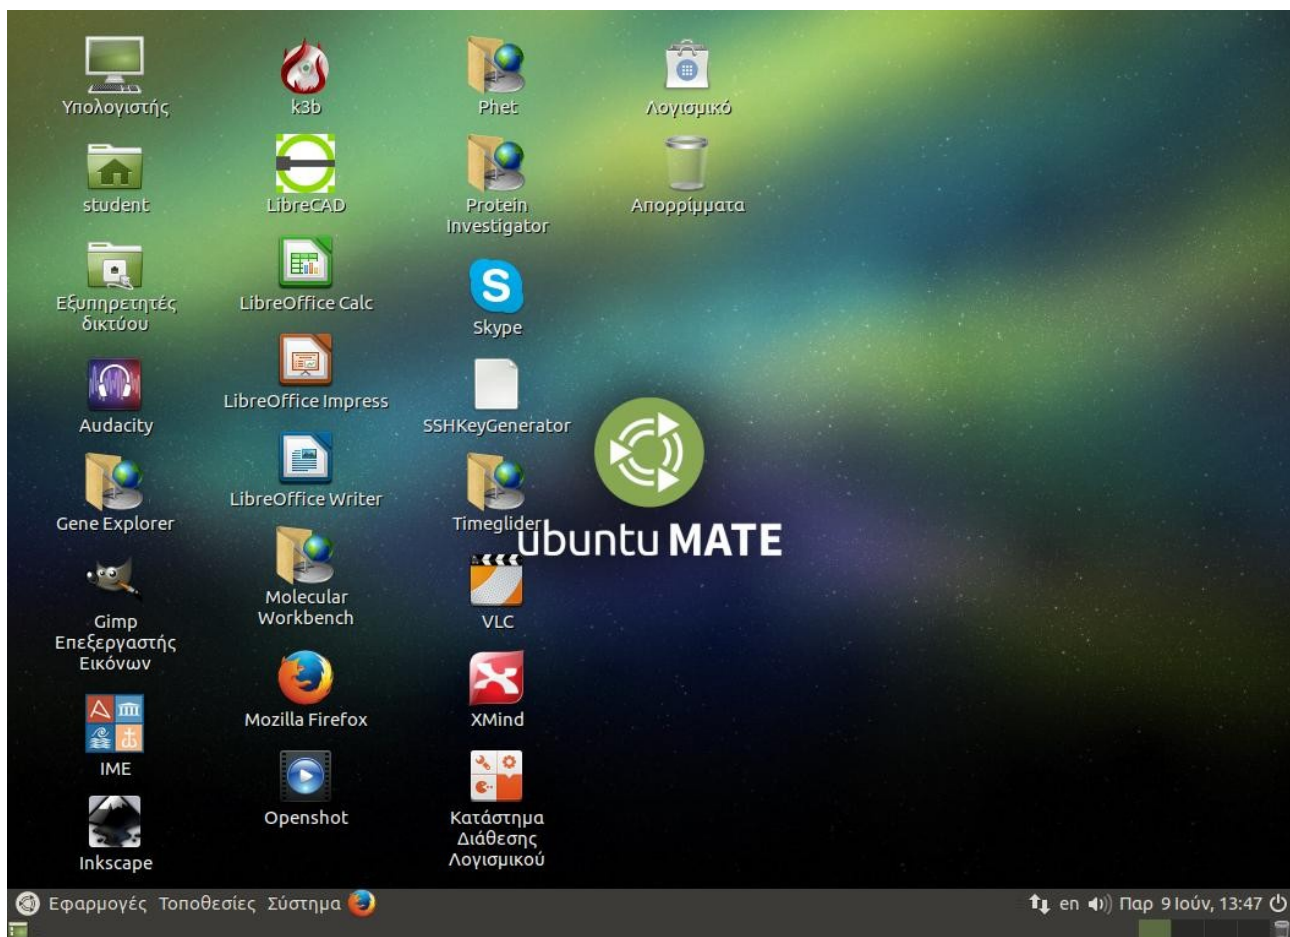 Υπολογιστής
student
Εξυπηρετητές
δικτύου
Audacity
Gene Explorer
Gimp
Επεξεργαστής
Εικόνων
IME
Inkscape
k3b
LibreCAD
LibreOffice Calc
LibreOffice Impress
LibreOffice Writer
Molecular
Workbench
Mozilla Firefox
Openshot
Phet
Protein
Investigator
Skype
SSHKeyGenerator
Timeglider
VLC
XMind
Κατάστημα
Διάθεσης
Λογισμικού
Λογισμικό
Απορρίμματα
ubuntu MATE
Εφαρμογές Τοποθεσίες Σύστημα
en Παρ 9 Ιούν, 13:47